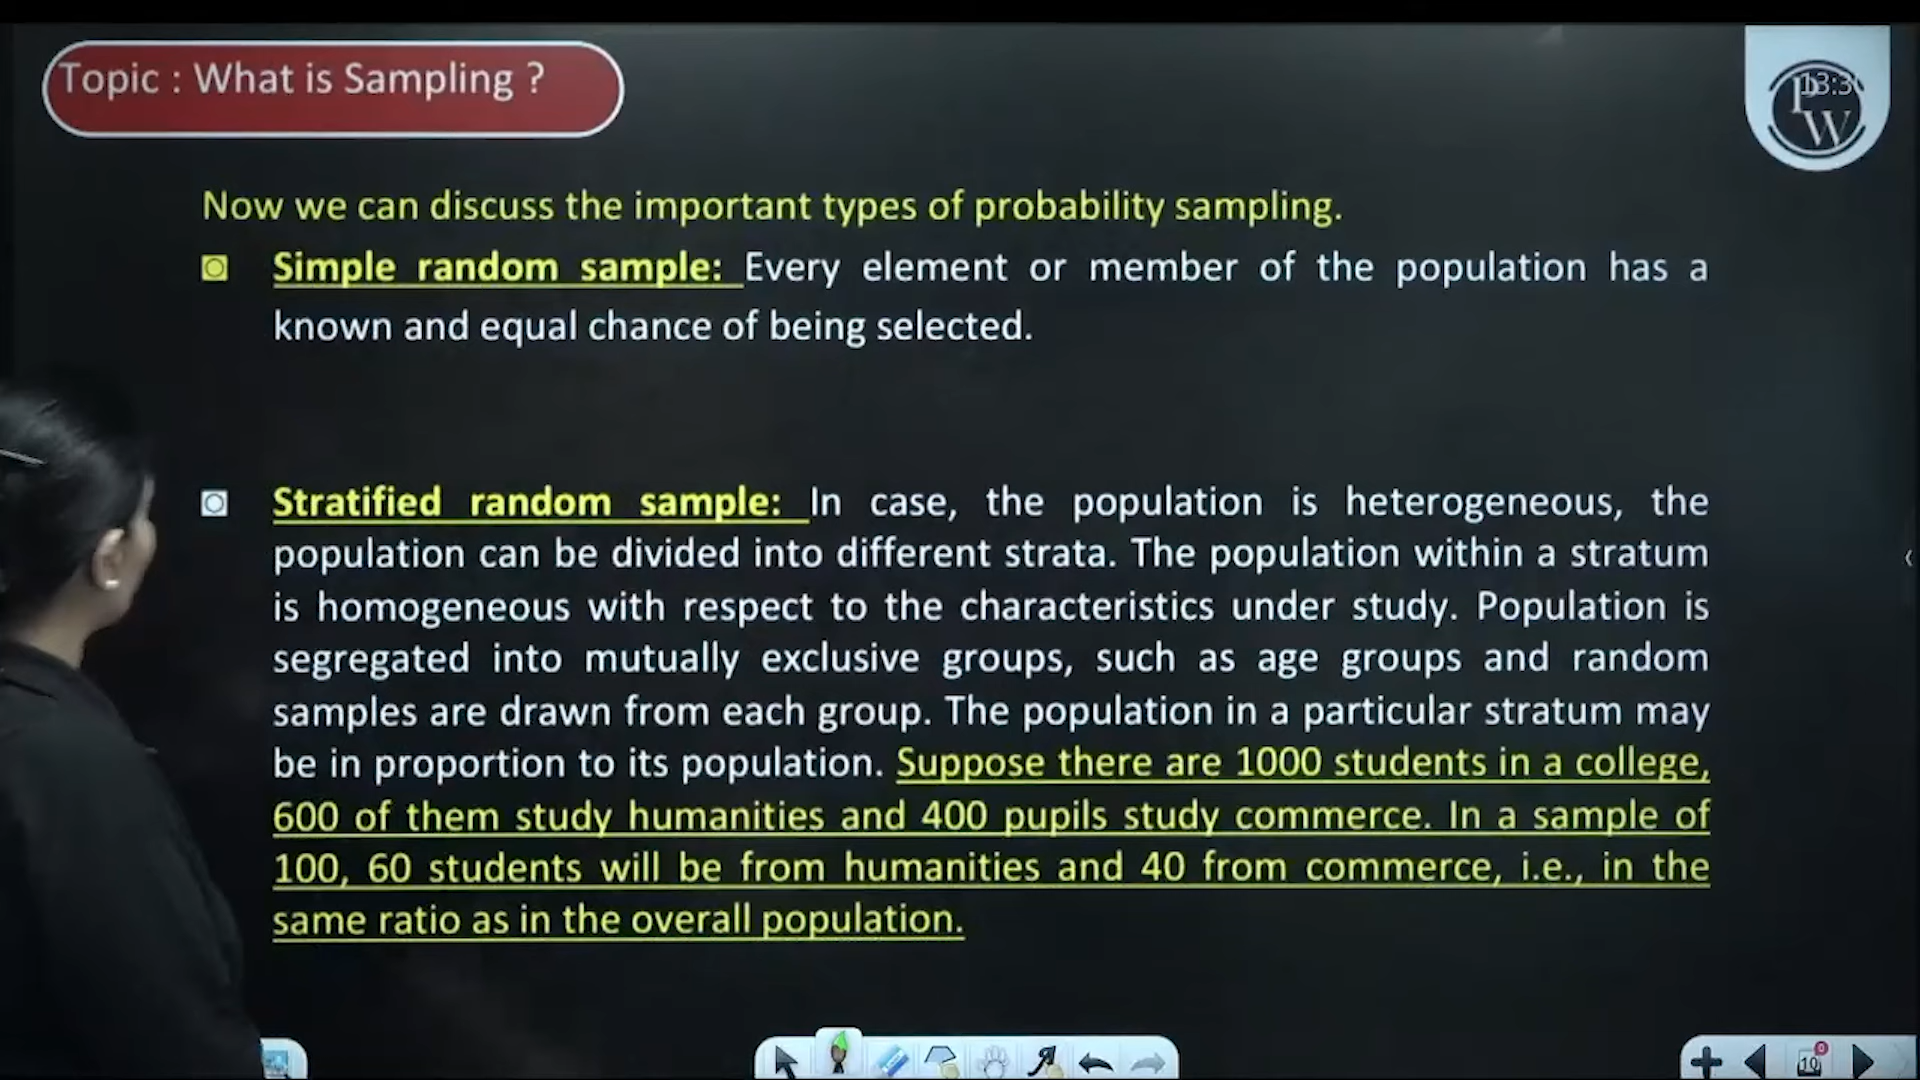 Topic : What is Sampling ?
13:3
P
W
Now we can discuss the important types of probability sampling.
Simple random sample: Every element or member of the population has a
known and equal chance of being selected.
Stratified random sample: In case, the population is heterogeneous, the
population can be divided into different strata. The population within a stratum
is homogeneous with respect to the characteristics under study. Population is
segregated into mutually exclusive groups, such as age groups and random
samples are drawn from each group. The population in a particular stratum may
be in proportion to its population. Suppose there are 1000 students in a college,
600 of them study humanities and 400 pupils study commerce. In a sample of
100, 60 students will be from humanities and 40 from commerce, i.e., in the
same ratio as in the overall population.
10
0